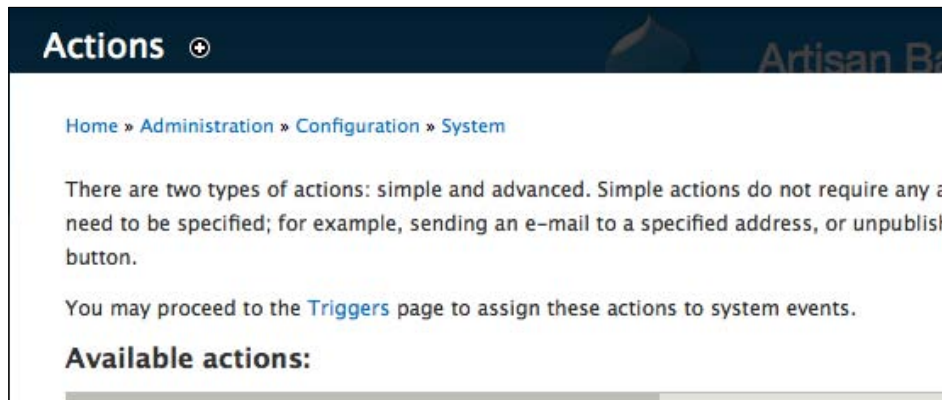 Actions
Artisan Ba
Home » Administration » Configuration » System
There are two types of actions: simple and advanced. Simple actions do not require any a
need to be specified; for example, sending an e-mail to a specified address, or unpublish
button.
You may proceed to the Triggers page to assign these actions to system events.
Available actions: